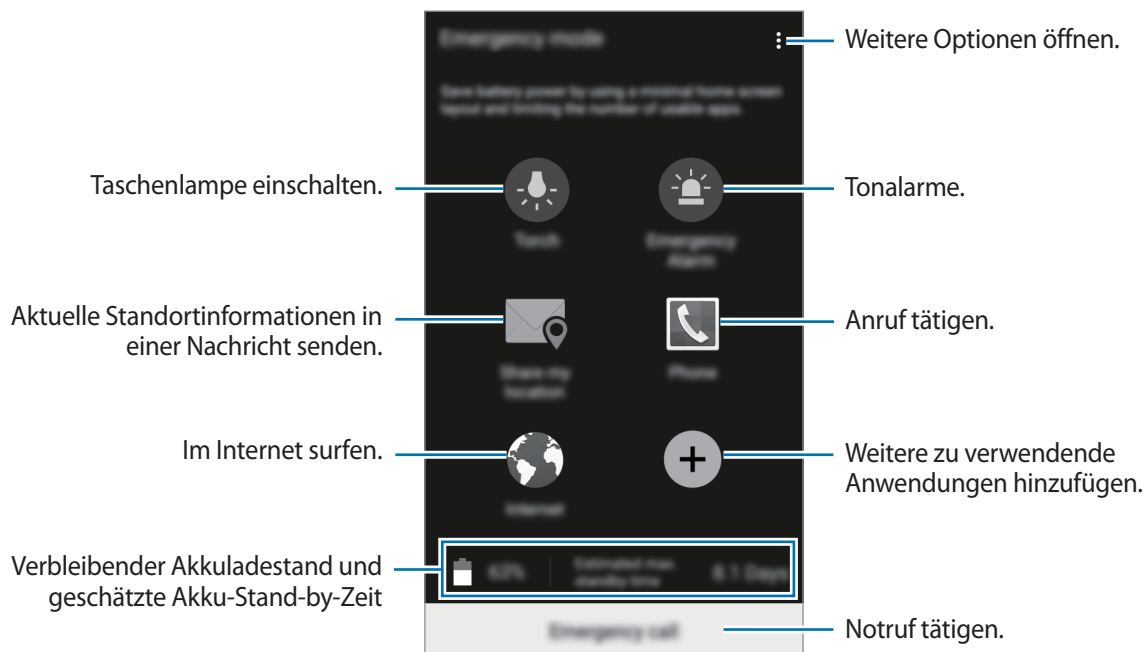 Emergency mode
Weitere Optionen öffnen.
Save battery power by using a minimal home screen
layout and limiting the number of usable apps.
Taschenlampe einschalten.
Tonalarme.
Torch
Emergency
Alarm
Aktuelle Standortinformationen in
einer Nachricht senden.
Anruf tätigen.
Share my
location
Phone
Im Internet surfen.
Weitere zu verwendende
Anwendungen hinzufügen.
Internet
Verbleibender Akkuladestand und
geschätzte Akku-Stand-by-Zeit
63%
Estimated max.
standby time
8.1 Days
Emergency call
Notruf tätigen.